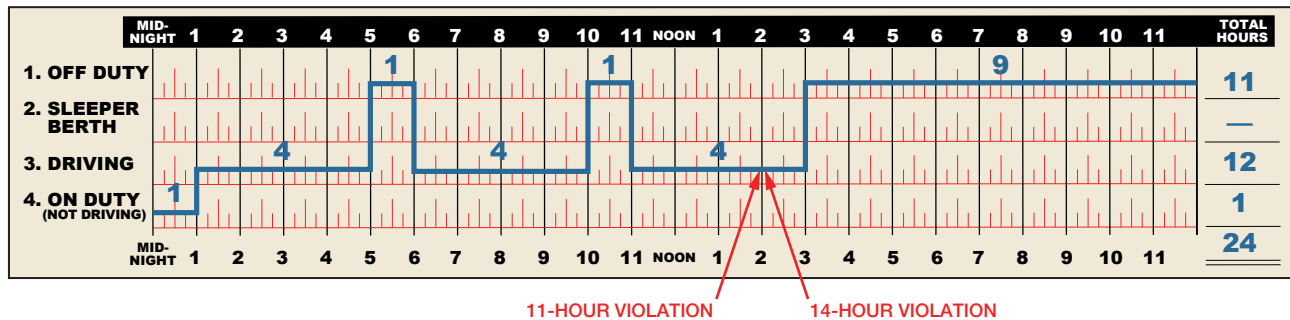 MID-NIGHT 1 2 3 4 5 6 7 8 9 10 11 NOON 1 2 3 4 5 6 7 8 9 10 11 TOTAL HOURS
1. OFF DUTY 1 1 9 11
2. SLEEPER BERTH —
3. DRIVING 4 4 4 12
4. ON DUTY (NOT DRIVING) 1 1
MID-NIGHT 1 2 3 4 5 6 7 8 9 10 11 NOON 1 2 3 4 5 6 7 8 9 10 11 24
11-HOUR VIOLATION 14-HOUR VIOLATION